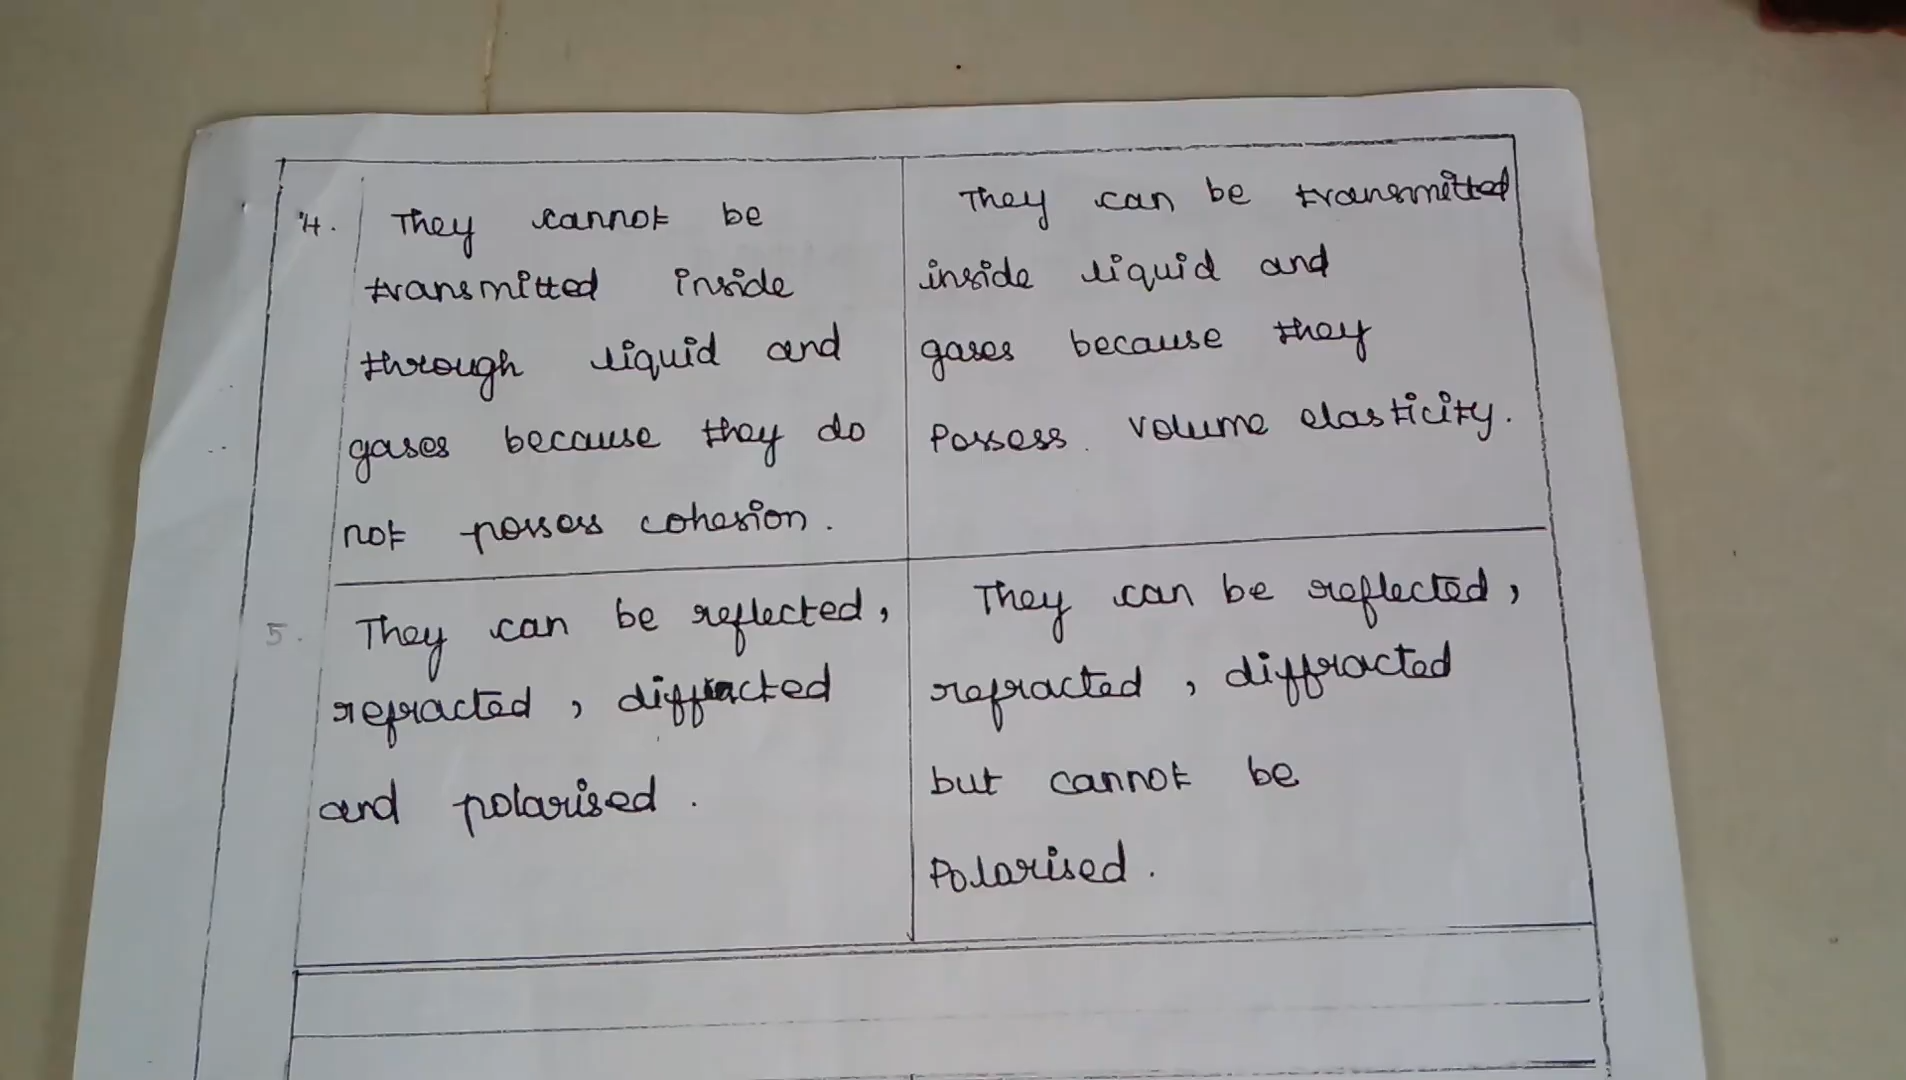 4.
They cannot be
transmitted inside
through liquid and
gases because they do
not possess cohesion.
They can be transmitted
inside liquid and
gases because they
Possess. volume elasticity.
5.
They can be reflected,
refracted, diffracted
and polarised.
They can be reflected,
refracted, diffracted
but cannot be
Polarised.